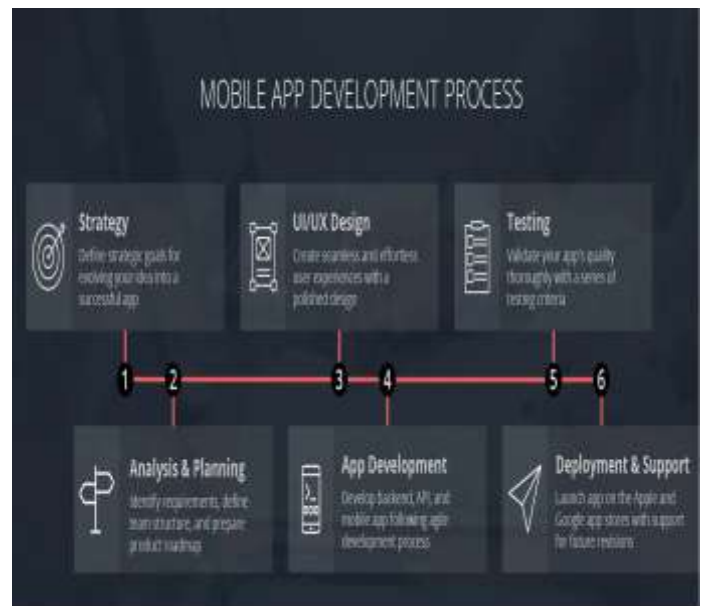 MOBILE APP DEVELOPMENT PROCESS
Strategy
Define strategic goals for
evolving your idea into a
successful app
UI/UX Design
Create seamless and effortless
user experiences with a
polished design
Testing
Validate your app's quality
thoroughly with a series of
testing criteria
1 2 3 4 5 6
Analysis & Planning
Identify requirements, define
team structure, and prepare
product roadmap
App Development
Develop backend, API, and
mobile app following agile
development process
Deployment & Support
Launch app on the Apple and
Google app stores with support
for future revisions